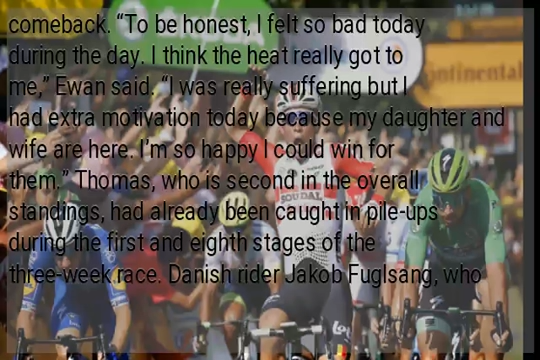 comeback. “To be honest, I felt so bad today
during the day. I think the heat really got to
me,” Ewan said. “I was really suffering but I
had extra motivation today because my daughter and
wife are here. I’m so happy I could win for
them.” Thomas, who is second in the overall
standings, had already been caught in pile-ups
during the first and eighth stages of the
three-week race. Danish rider Jakob Fuglsang, who
ontinental
SOUDAL